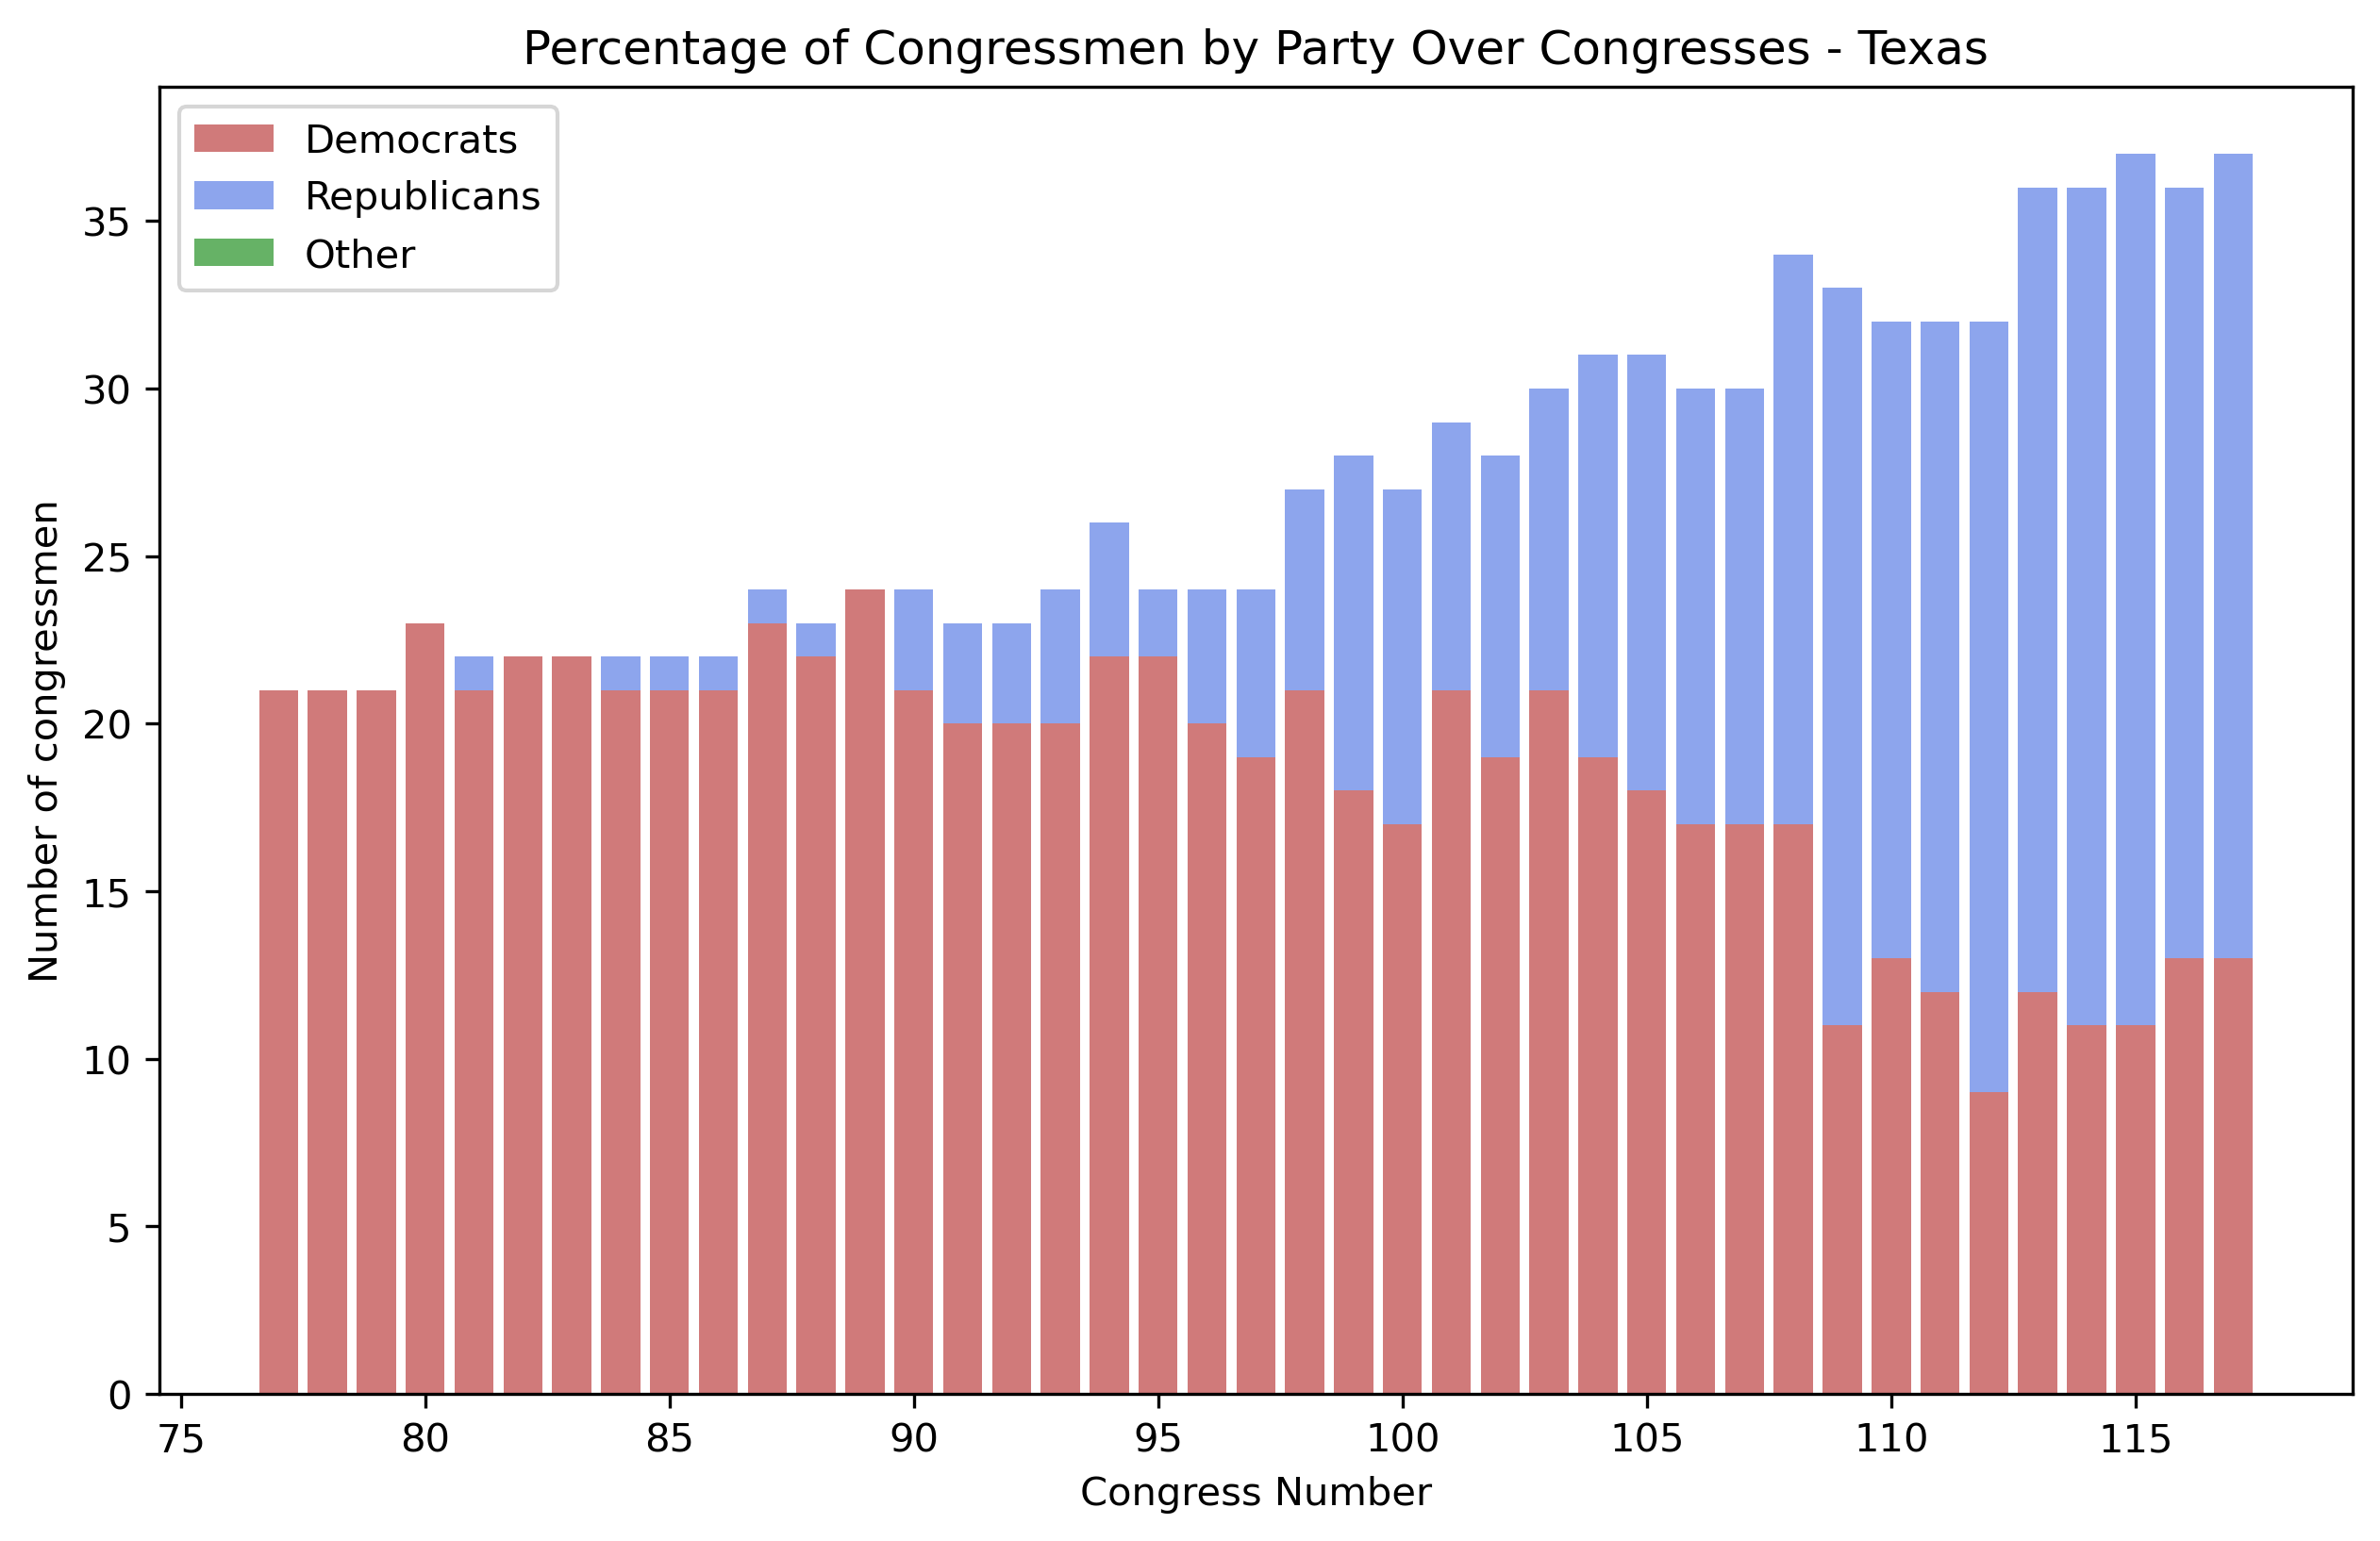 Percentage of Congressmen by Party Over Congresses - Texas
Democrats
Republicans
Other
35
30
25
20
15
10
5
0
Number of congressmen
75 80 85 90 95 100 105 110 115
Congress Number